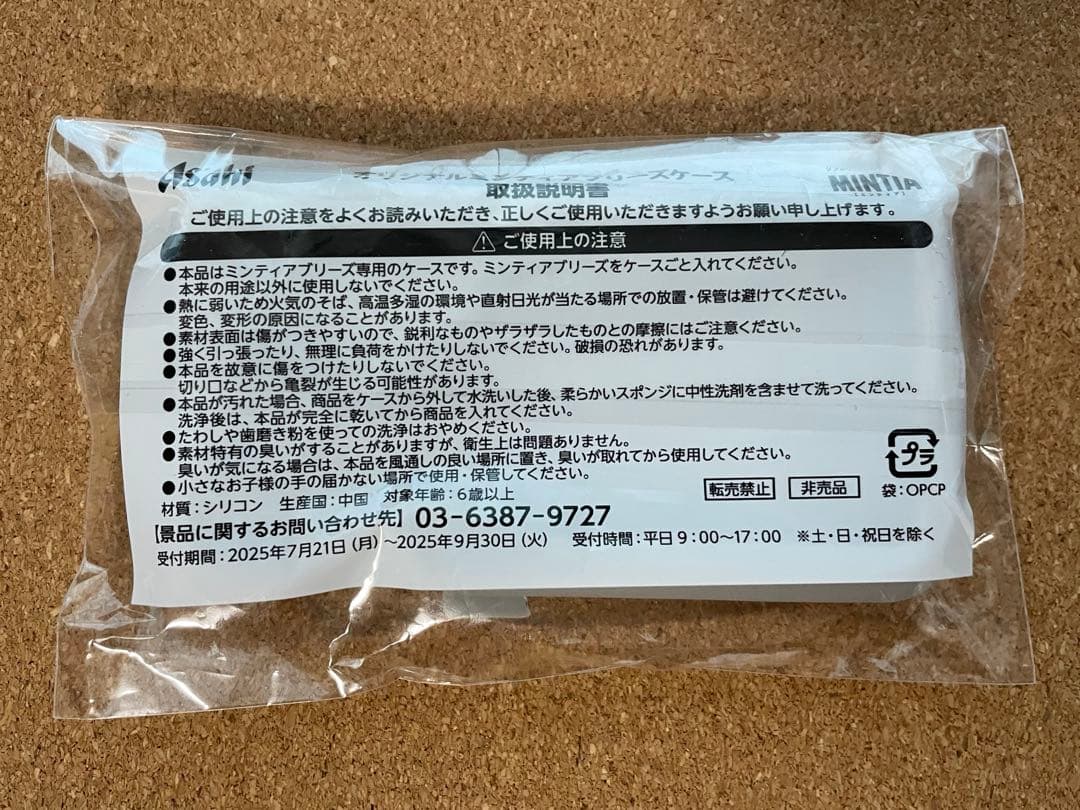 Asahi
オリジナルミンティアブリーズケース
MINTIA
取扱説明書
ご使用上の注意をよくお読みいただき、正しくご使用いただきますようお願い申し上げます。
⚠ ご使用上の注意
●本品はミンティアブリーズ専用のケースです。ミンティアブリーズをケースごと入れてください。
本来の用途以外に使用しないでください。
●熱に弱いため火気のそば、高温多湿の環境や直射日光が当たる場所での放置・保管は避けてください。
変色、変形の原因になることがあります。
●素材表面は傷がつきやすいので、鋭利なものやザラザラしたものとの摩擦にはご注意ください。
●強く引っ張ったり、無理に負荷をかけたりしないでください。破損の恐れがあります。
●本品を故意に傷をつけたりしないでください。
切り口などから亀裂が生じる可能性があります。
●本品が汚れた場合、商品をケースから外して水洗いした後、柔らかいスポンジに中性洗剤を含ませて洗ってください。
洗浄後は、本品が完全に乾いてから商品を入れてください。
●たわしや歯磨き粉を使っての洗浄はおやめください。
●素材特有の臭いがすることがありますが、衛生上は問題ありません。
臭いが気になる場合は、本品を風通しの良い場所に置き、臭いが取れてから使用してください。
●小さなお子様の手の届かない場所で使用・保管してください。
材質：シリコン 生産国：中国 対象年齢：6歳以上
転売禁止 非売品
プラ
袋：OPCP
【景品に関するお問い合わせ先】 03-6387-9727
受付期間：2025年7月21日（月）～2025年9月30日（火） 受付時間：平日 9：00～17：00 ※土・日・祝日を除く